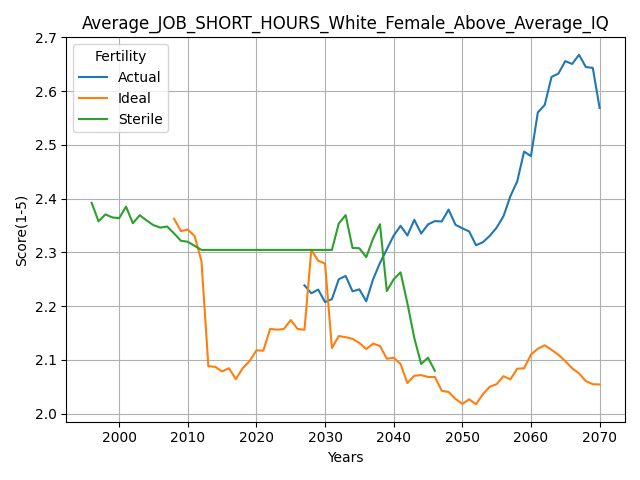 Average_JOB_SHORT_HOURS_White_Female_Above_Average_IQ
Fertility
Actual
Ideal
Sterile
Score(1-5)
2.7
2.6
2.5
2.4
2.3
2.2
2.1
2.0
2000 2010 2020 2030 2040 2050 2060 2070
Years